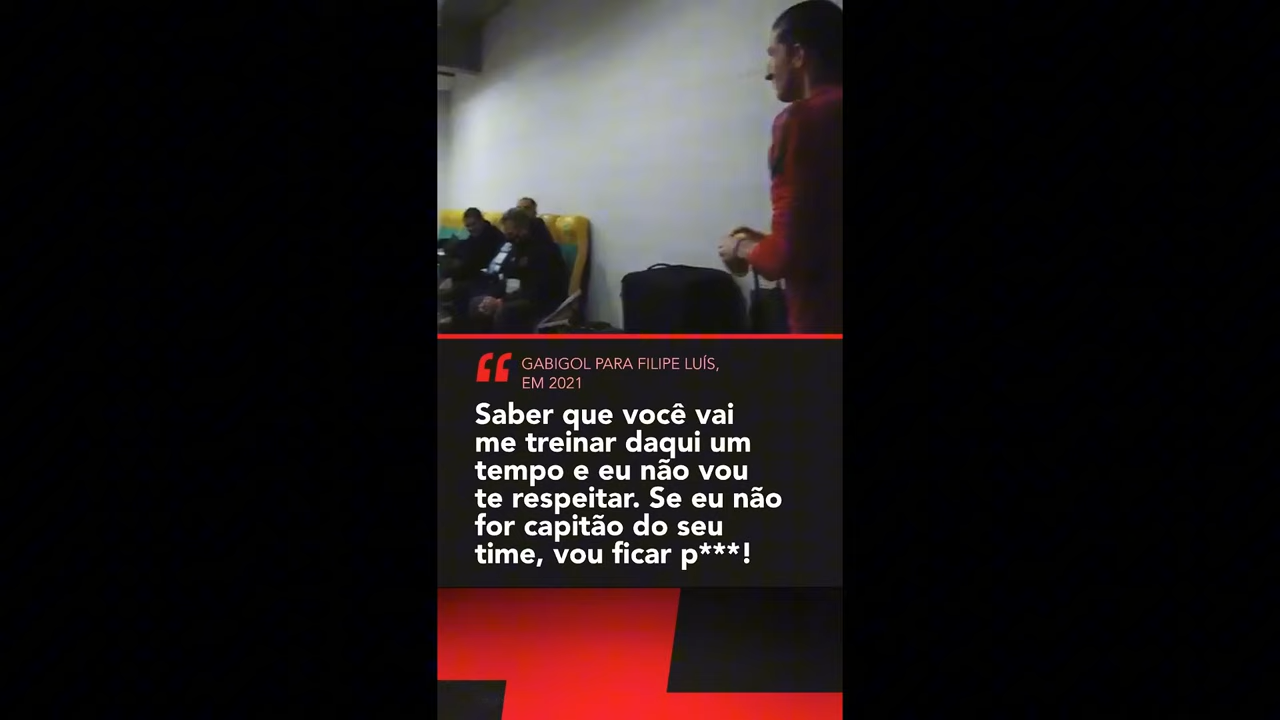 GABIGOL PARA FILIPE LUÍS,
EM 2021
Saber que você vai
me treinar daqui um
tempo e eu não vou
te respeitar. Se eu não
for capitão do seu
time, vou ficar p***!